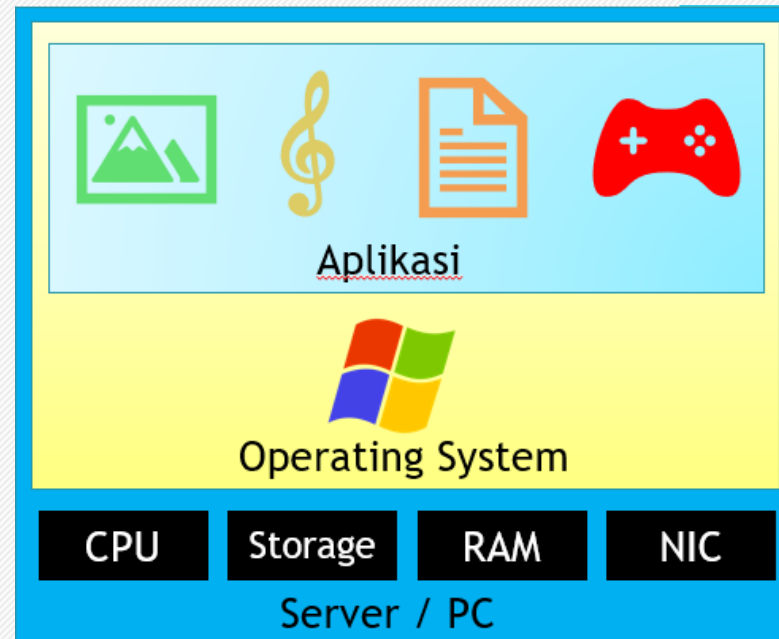 Aplikasi
Operating System
CPU Storage RAM NIC
Server / PC